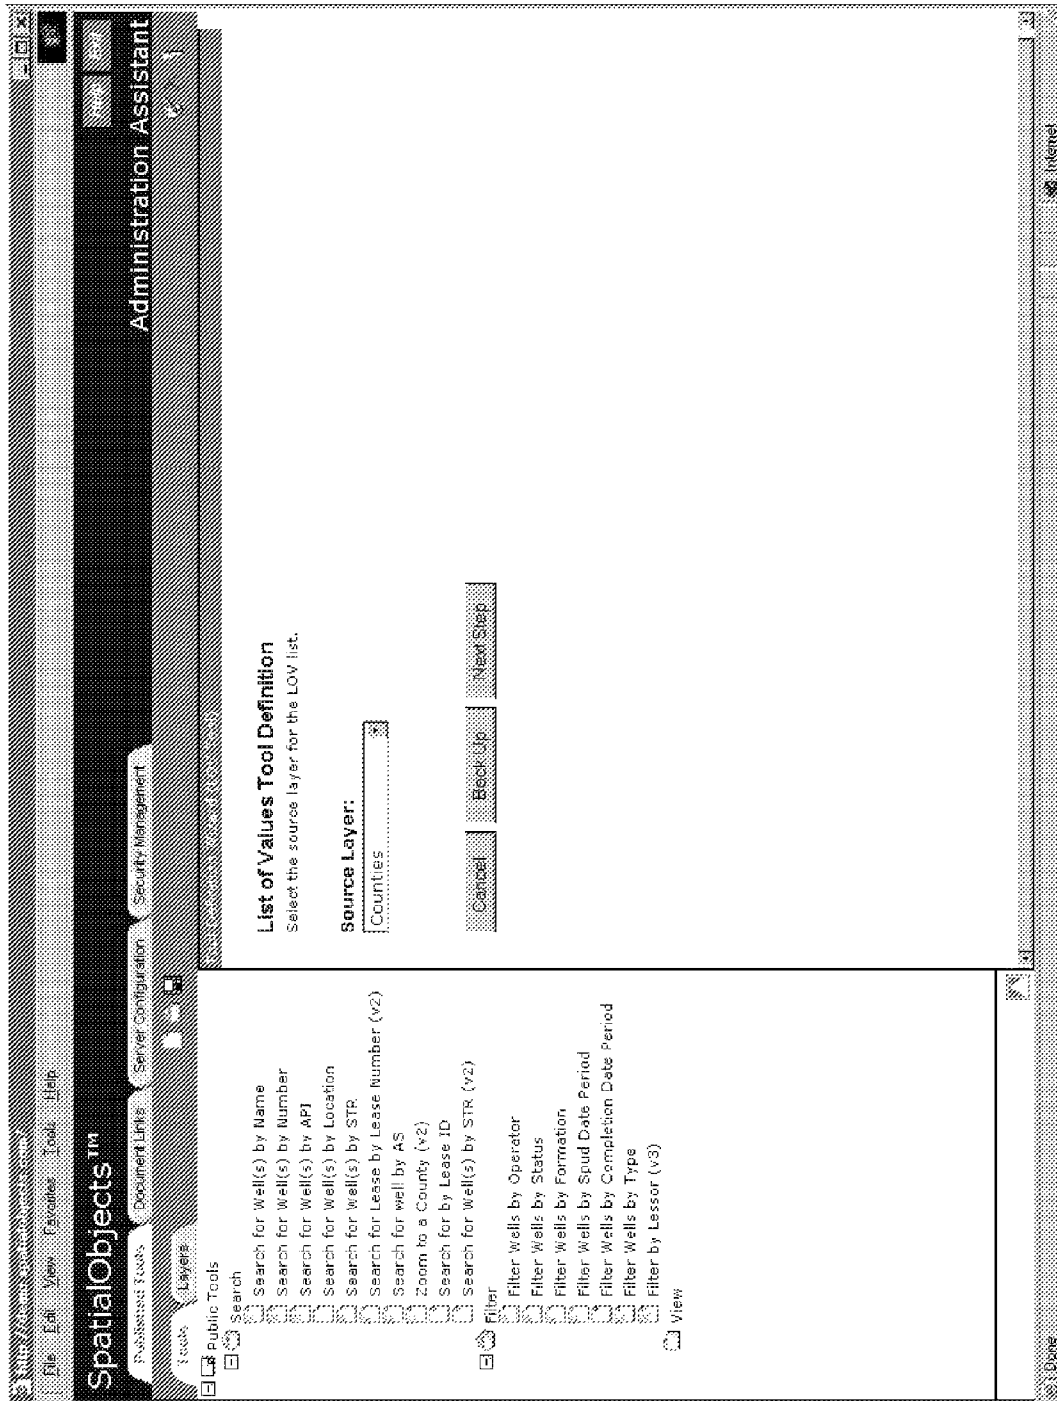 File Edit View Favorites Tools Help
SpatialObjects™
Print Exit
Administration Assistant
Published Tools Document Links Server Configuration Security Management
Tools Layers
Public Tools
Search
Search for Well(s) by Name
Search for Well(s) by Number
Search for Well(s) by API
Search for Well(s) by Location
Search for Well(s) by STR
Search for Lease by Lease Number (v2)
Search for well by AS
Zoom to a County (v2)
Search for by Lease ID
Search for Well(s) by STR (v2)
Filter
Filter Wells by Operator
Filter Wells by Status
Filter Wells by Formation
Filter Wells by Spud Date Period
Filter Wells by Completion Date Period
Filter Wells by Type
Filter by Lessor (v3)
View
List of Values Tool Definition
Select the source layer for the LOV list.
Source Layer:
Counties
Cancel Back Up Next Step
Done Internet